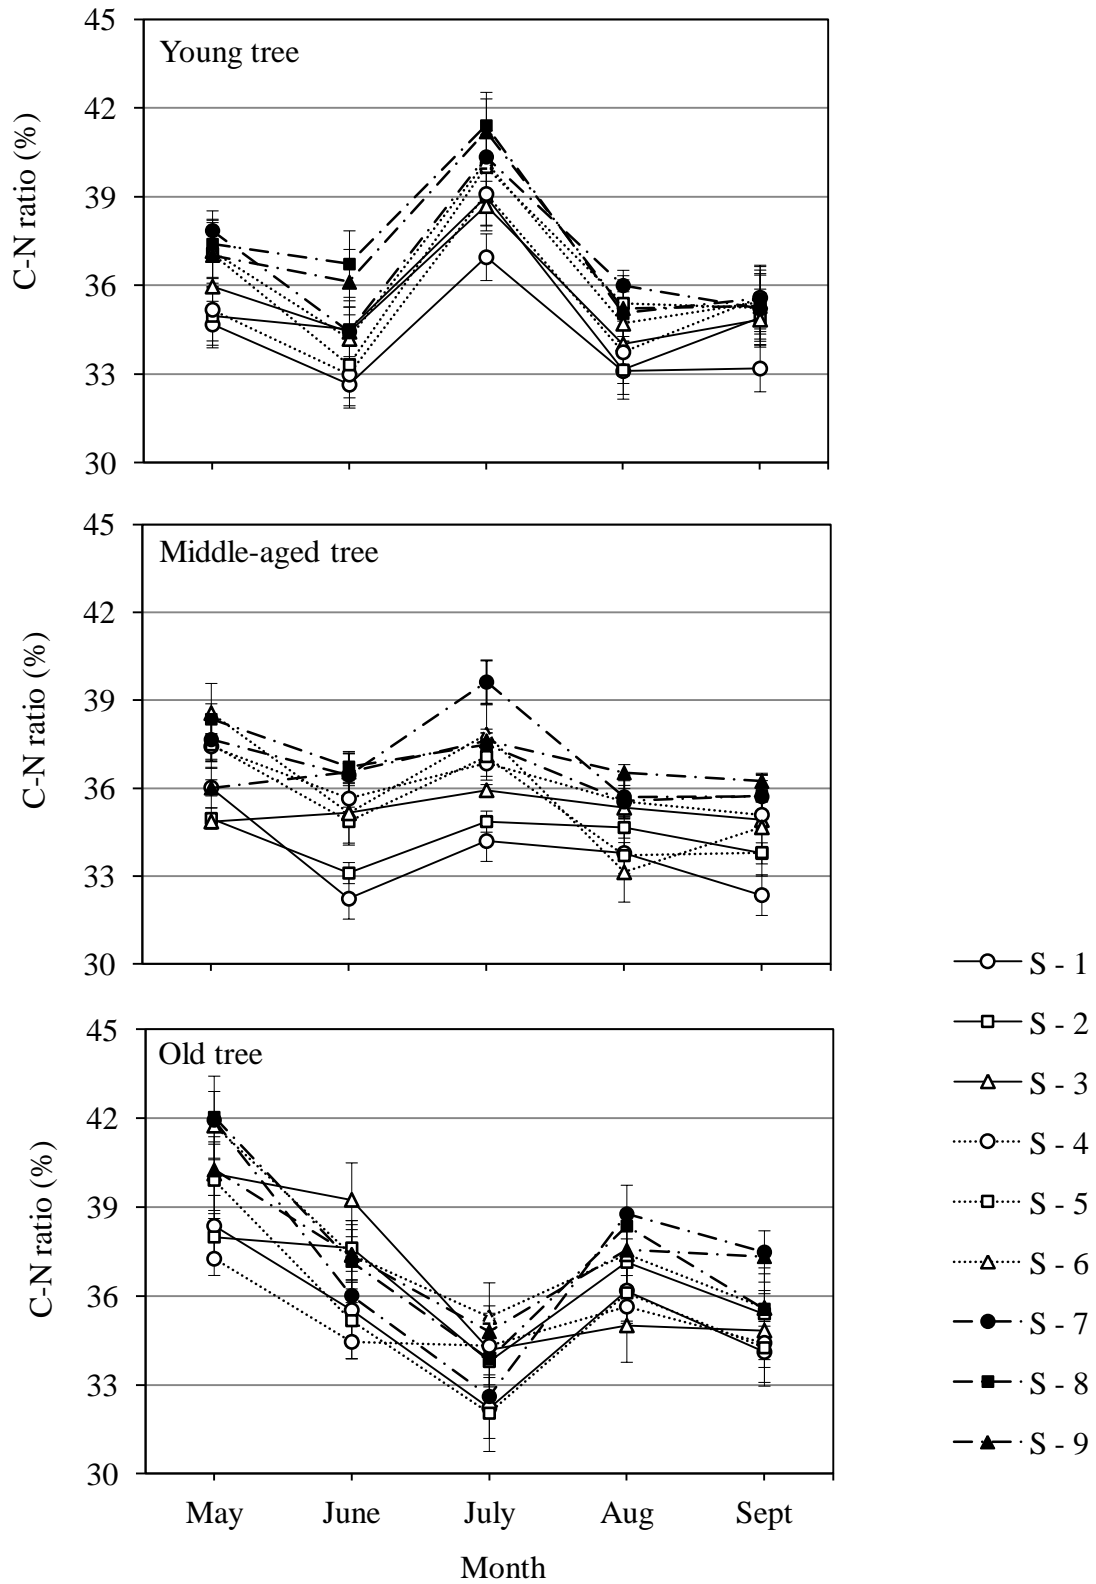 45
Young tree
42
39
36
33
30
C-N ratio (%)
45
Middle-aged tree
42
39
36
33
30
C-N ratio (%)
45
Old tree
42
39
36
33
30
C-N ratio (%)
May June July Aug Sept
Month
S - 1
S - 2
S - 3
S - 4
S - 5
S - 6
S - 7
S - 8
S - 9